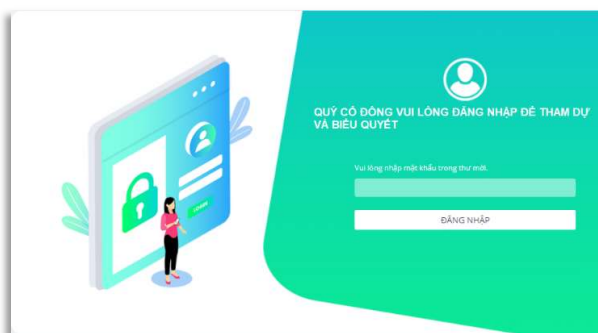 QUÝ CỔ ĐÔNG VUI LÒNG ĐĂNG NHẬP ĐỂ THAM DỰ
VÀ BIỂU QUYẾT
Vui lòng nhập mật khẩu trong thư mời.
ĐĂNG NHẬP